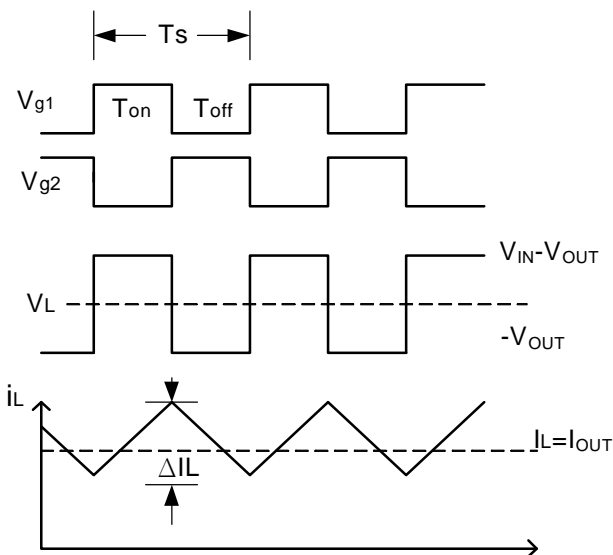 Ts
Vg1
Ton
Toff
Vg2
VIN-VOUT
VL
-VOUT
iL
IL=IOUT
ΔIL